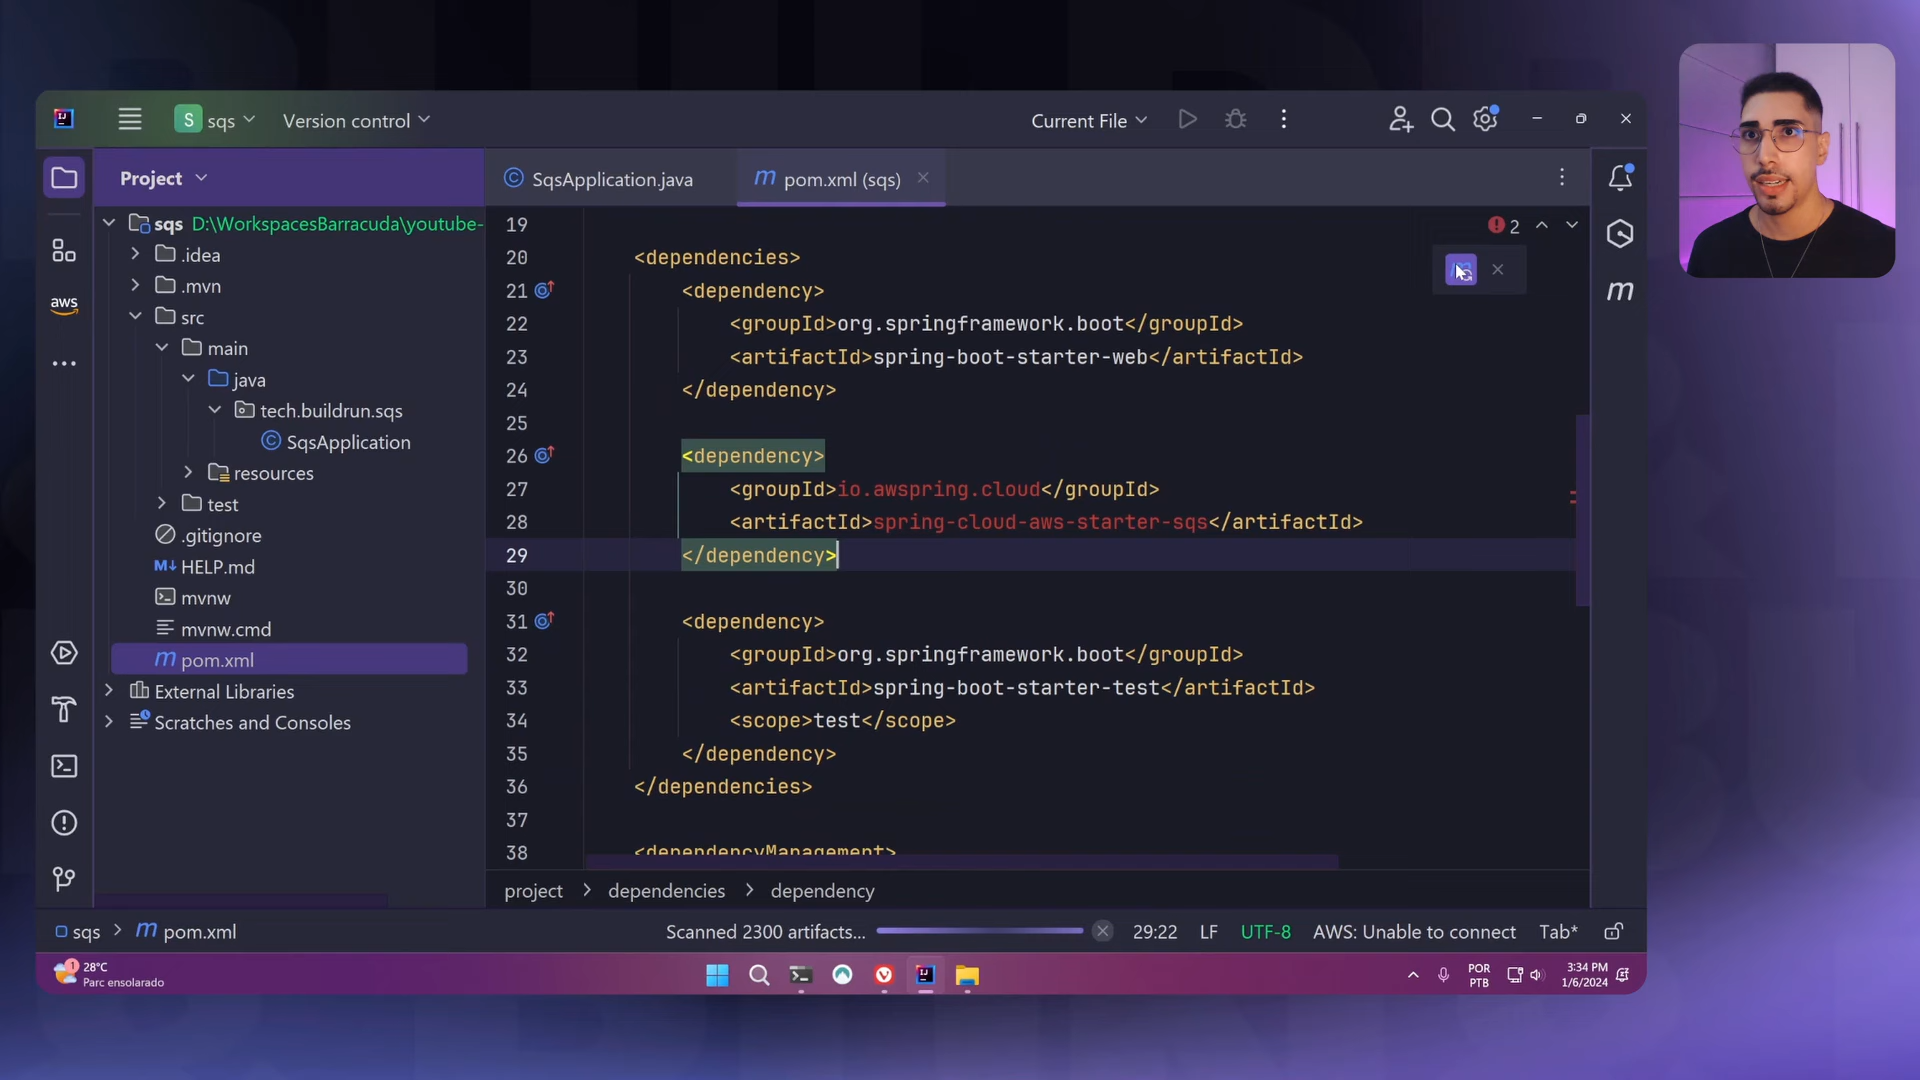 S sqs
Version control
Current File
Project
SqsApplication.java
m pom.xml (sqs)
sqs D:\WorkspacesBarracuda\youtube-
.idea
.mvn
src
main
java
tech.buildrun.sqs
SqsApplication
resources
test
.gitignore
M↓ HELP.md
mvnw
mvnw.cmd
m pom.xml
External Libraries
Scratches and Consoles
aws
2
19
20 <dependencies>
21 <dependency>
22 <groupId>org.springframework.boot</groupId>
23 <artifactId>spring-boot-starter-web</artifactId>
24 </dependency>
25
26 <dependency>
27 <groupId>io.awspring.cloud</groupId>
28 <artifactId>spring-cloud-aws-starter-sqs</artifactId>
29 </dependency>
30
31 <dependency>
32 <groupId>org.springframework.boot</groupId>
33 <artifactId>spring-boot-starter-test</artifactId>
34 <scope>test</scope>
35 </dependency>
36 </dependencies>
37
38 <dependencyManagement>
m
project > dependencies > dependency
sqs > m pom.xml
Scanned 2300 artifacts...
29:22
LF
UTF-8
AWS: Unable to connect
Tab*
1
28°C
Parc ensolarado
POR
PTB
3:34 PM
1/6/2024